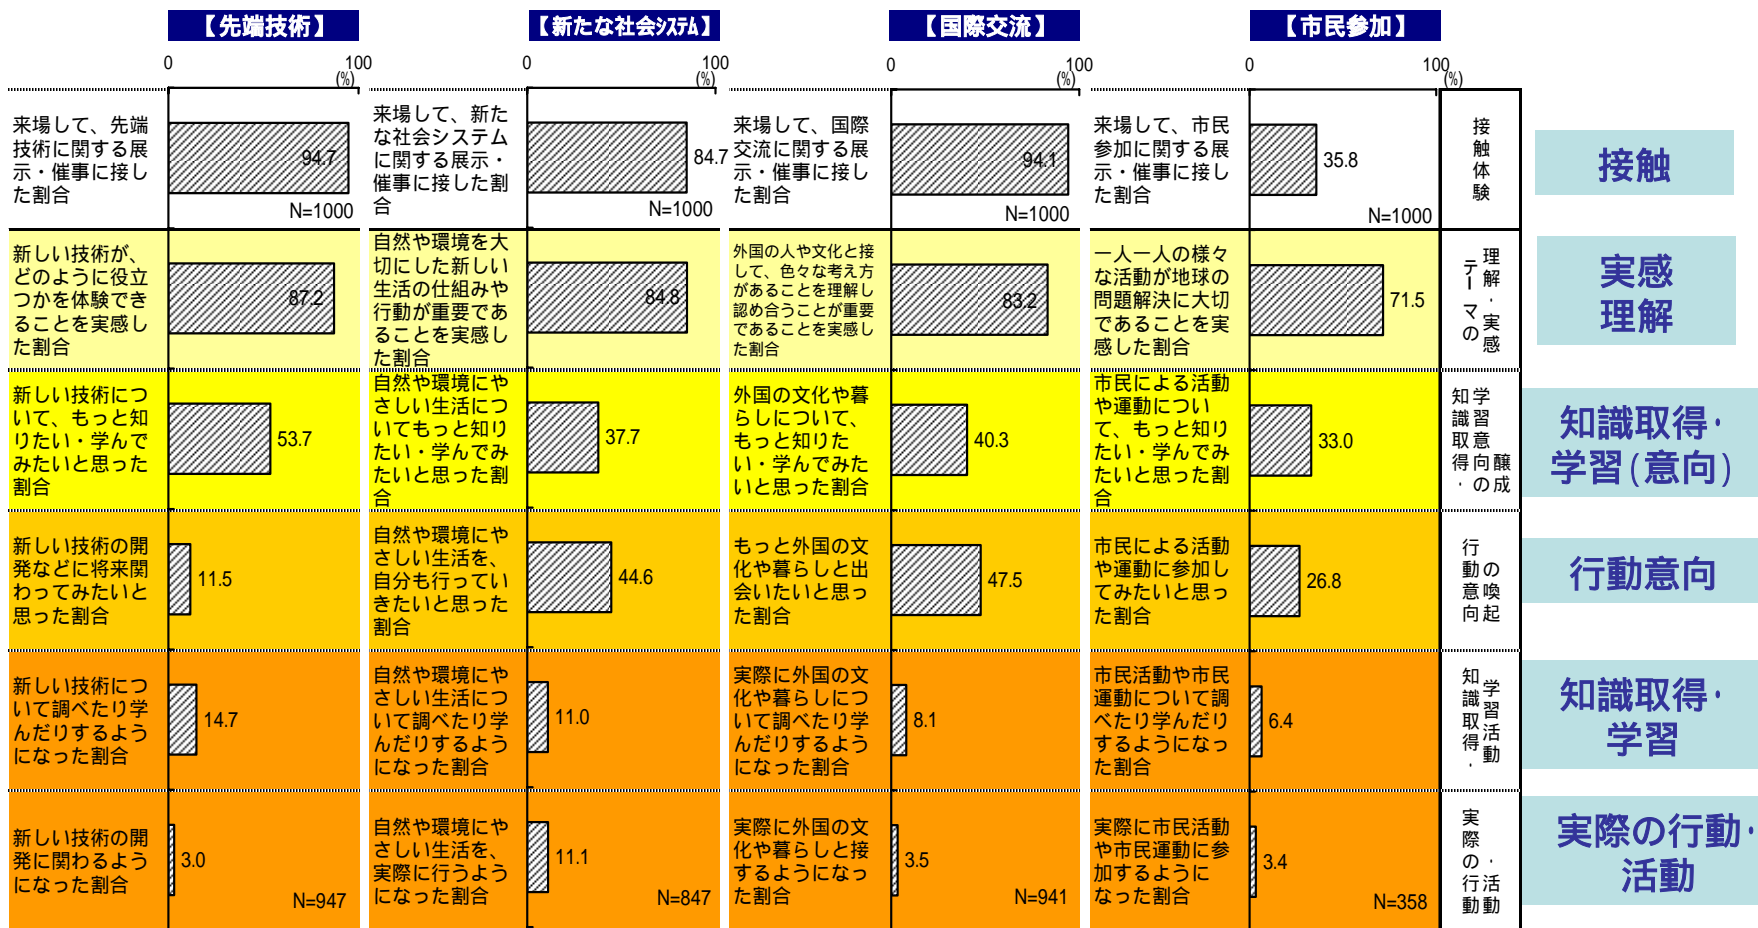 【先端技術】
【新たな社会システム】
【国際交流】
【市民参加】
0
100
(%)
0
100
(%)
0
100
(%)
0
100
(%)
来場して、先端
技術に関する展
示・催事に接し
た割合
94.7
N=1000
来場して、新た
な社会システム
に関する展示・
催事に接した割
合
84.7
N=1000
来場して、国際
交流に関する展
示・催事に接し
た割合
94.1
N=1000
来場して、市民
参加に関する展
示・催事に接し
た割合
35.8
N=1000
接触体験
接触
新しい技術が、
どのように役立
つかを体験でき
ることを実感し
た割合
87.2
自然や環境を大
切にした新しい
生活の仕組みや
行動が重要であ
ることを実感し
た割合
84.8
外国の人や文化と接
して、色々な考え方
があることを理解し
認め合うことが重要
であることを実感し
た割合
83.2
一人一人の様々
な活動が地球の
問題解決に大切
であることを実
感した割合
71.5
テーマの
理解・実感
実感
理解
新しい技術につ
いて、もっと知
りたい・学んで
みたいと思った
割合
53.7
自然や環境にや
さしい生活につ
いてもっと知り
たい・学んでみ
たいと思った割
合
37.7
外国の文化や暮
らしについて、
もっと知りた
い・学んでみた
いと思った割合
40.3
市民による活動
や運動につい
て、もっと知り
たい・学んでみ
たいと思った割
合
33.0
知識取得・
学習意向の
醸成
知識取得・
学習(意向)
新しい技術の開
発などに将来関
わってみたいと
思った割合
11.5
自然や環境にや
さしい生活を、
自分も行ってい
きたいと思った
割合
44.6
もっと外国の文
化や暮らしと出
会いたいと思っ
た割合
47.5
市民による活動
や運動に参加し
てみたいと思っ
た割合
26.8
行動意向
の喚起
行動意向
新しい技術につ
いて調べたり学
んだりするよう
になった割合
14.7
自然や環境にや
さしい生活につ
いて調べたり学
んだりするよう
になった割合
11.0
実際に外国の文
化や暮らしにつ
いて調べたり学
んだりするよう
になった割合
8.1
市民活動や市民
運動について調
べたり学んだり
するようになっ
た割合
6.4
知識取得・
学習活動
知識取得・
学習
新しい技術の開
発に関わるよう
になった割合
3.0
N=947
自然や環境にや
さしい生活を、
実際に行うよう
になった割合
11.1
N=847
実際に外国の文
化や暮らしと接
するようになっ
た割合
3.5
N=941
実際に市民活動
や市民運動に参
加するように
なった割合
3.4
N=358
実際の行動
・活動
実際の行動・
活動